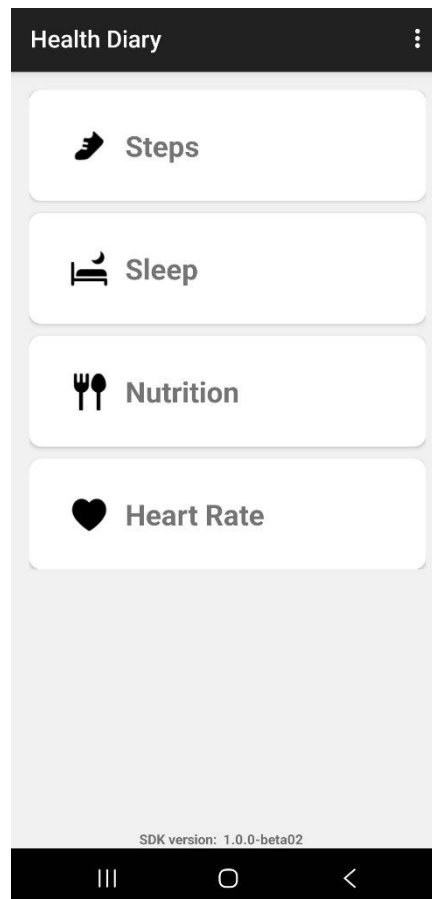 Health Diary
Steps
Sleep
Nutrition
Heart Rate
SDK version: 1.0.0-beta02